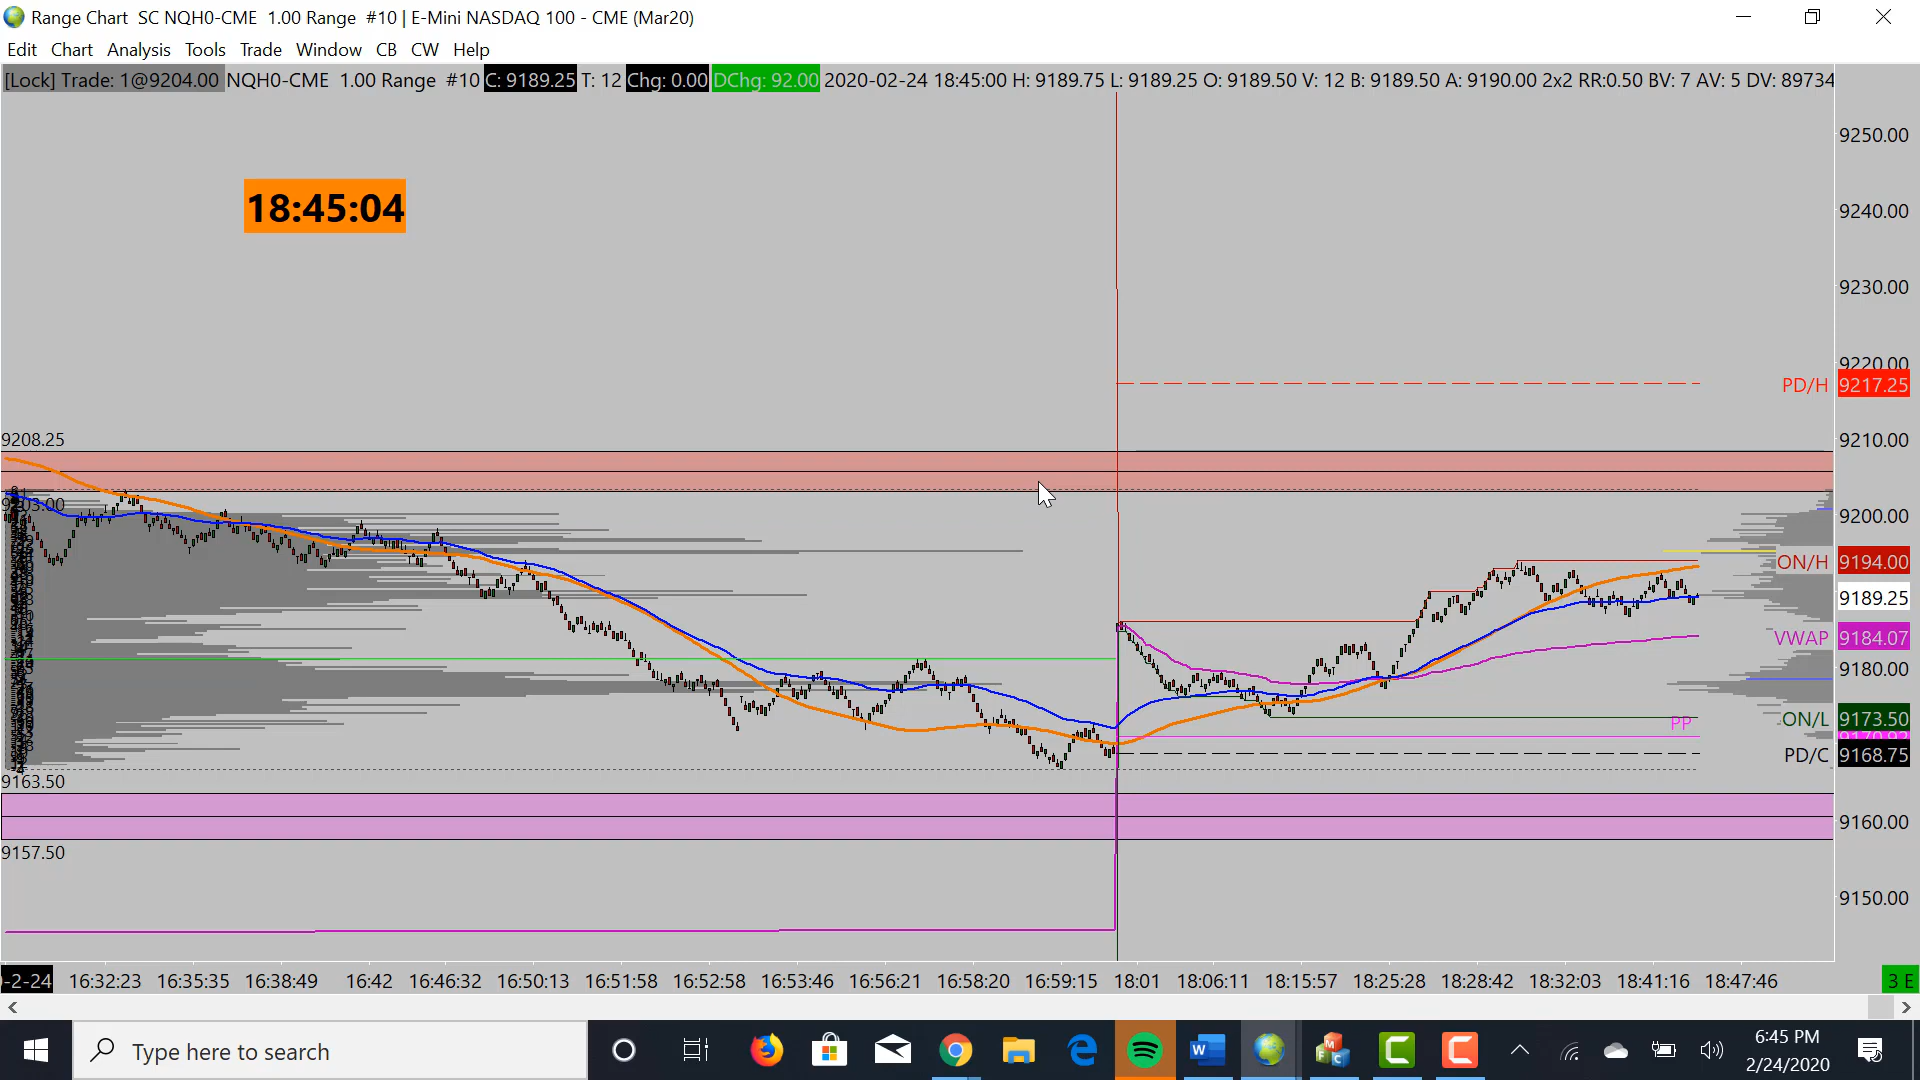 Range Chart SC NQH0-CME 1.00 Range #10 | E-Mini NASDAQ 100 - CME (Mar20)
Edit Chart Analysis Tools Trade Window CB CW Help
[Lock] Trade: 1@9204.00 NQH0-CME 1.00 Range #10 C: 9189.25 T: 12 Chg: 0.00 DChg: 92.00 2020-02-24 18:45:00 H: 9189.75 L: 9189.25 O: 9189.50 V: 12 B: 9189.50 A: 9190.00 2x2 RR:0.50 BV: 7 AV: 5 DV: 89734
9250.00
18:45:04
9240.00
9230.00
9220.00
PD/H 9217.25
9208.25
9210.00
9203.00
9200.00
ON/H 9194.00
9189.25
VWAP 9184.07
9180.00
PP
ON/L 9173.50
PD/C 9168.75
9163.50
9160.00
9157.50
9150.00
-2-24 16:32:23 16:35:35 16:38:49 16:42 16:46:32 16:50:13 16:51:58 16:52:58 16:53:46 16:56:21 16:58:20 16:59:15 18:01 18:06:11 18:15:57 18:25:28 18:28:42 18:32:03 18:41:16 18:47:46 3 E
Type here to search
6:45 PM
2/24/2020